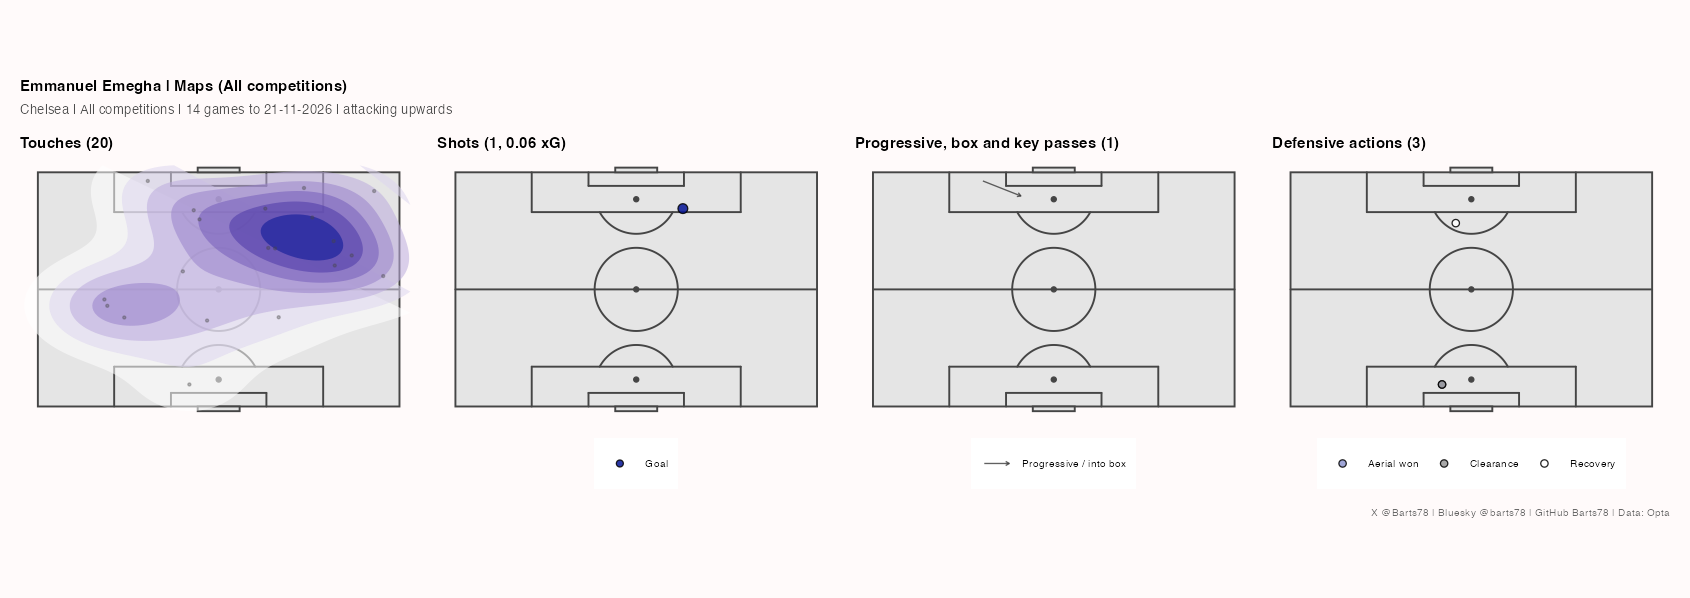 Emmanuel Emegha | Maps (All competitions)
Chelsea | All competitions | 14 games to 21-11-2026 | attacking upwards
Touches (20)
Shots (1, 0.06 xG)
Progressive, box and key passes (1)
Defensive actions (3)
Goal
Progressive / into box
Aerial won
Clearance
Recovery
X @Barts78 | Bluesky @barts78 | GitHub Barts78 | Data: Opta